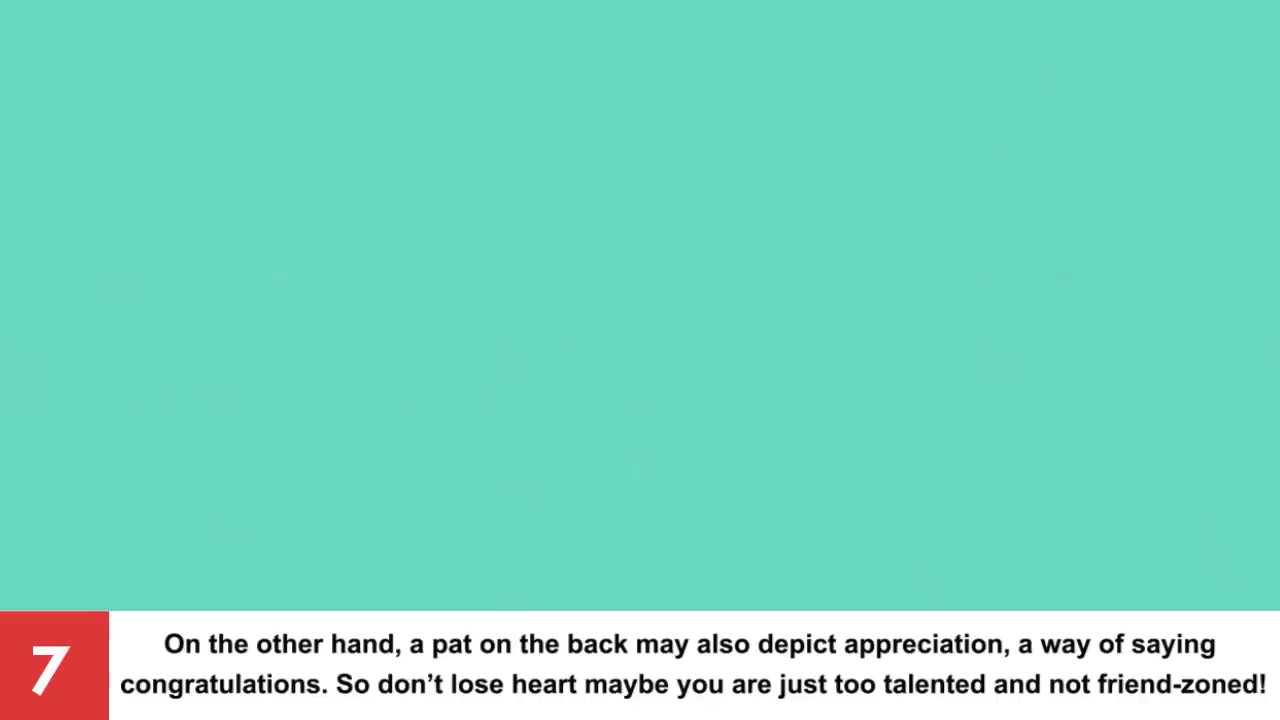 7
On the other hand, a pat on the back may also depict appreciation, a way of saying
congratulations. So don’t lose heart maybe you are just too talented and not friend-zoned!